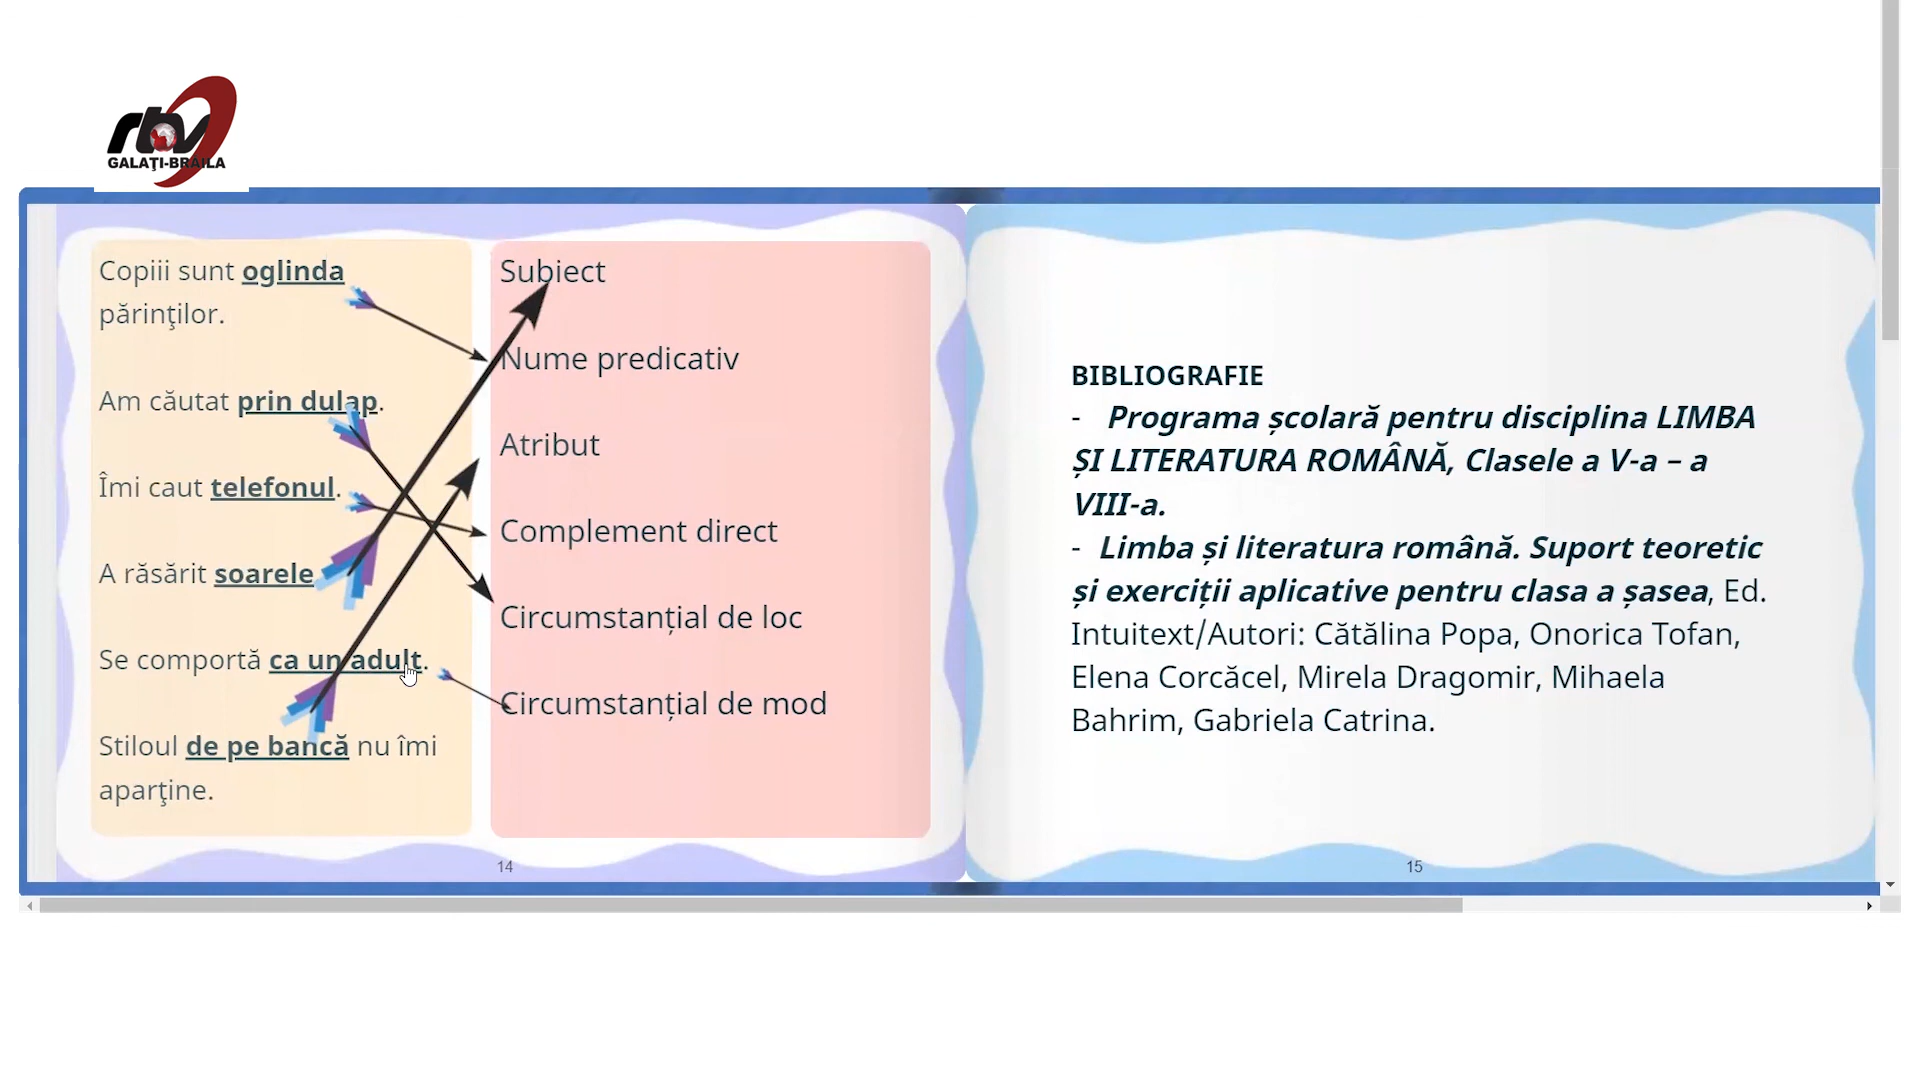 rbv
GALAŢI-BRĂILA
Copiii sunt oglinda
părinţilor.
Am căutat prin dulap.
Îmi caut telefonul.
A răsărit soarele
Se comportă ca un adult.
Stiloul de pe bancă nu îmi
aparţine.
Subiect
Nume predicativ
Atribut
Complement direct
Circumstanțial de loc
Circumstanțial de mod
14
BIBLIOGRAFIE
- Programa școlară pentru disciplina LIMBA
ȘI LITERATURA ROMÂNĂ, Clasele a V-a – a
VIII-a.
- Limba și literatura română. Suport teoretic
și exerciții aplicative pentru clasa a șasea, Ed.
Intuitext/Autori: Cătălina Popa, Onorica Tofan,
Elena Corcăcel, Mirela Dragomir, Mihaela
Bahrim, Gabriela Catrina.
15